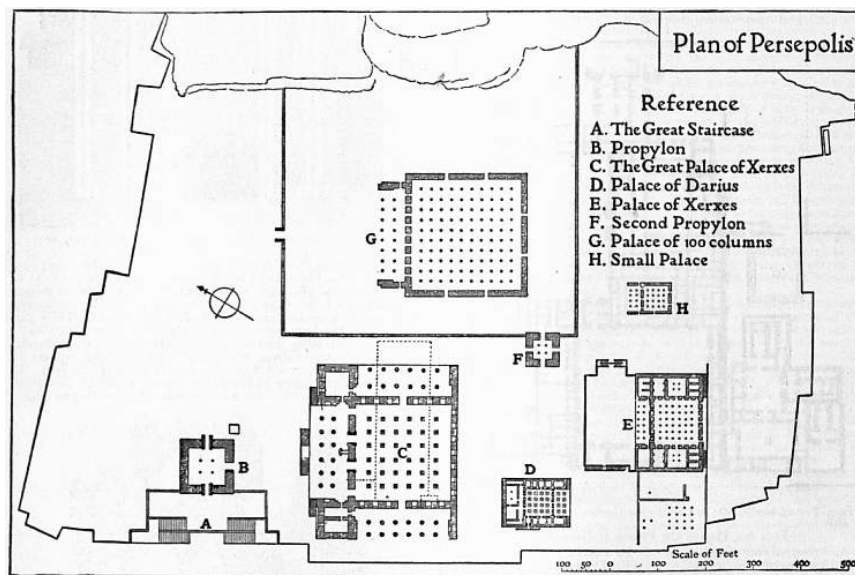 Plan of Persepolis
Reference
A. The Great Staircase
B. Propylon
C. The Great Palace of Xerxes
D. Palace of Darius
E. Palace of Xerxes
F. Second Propylon
G. Palace of 100 columns
H. Small Palace
G
H
F
E
C
B
D
A
Scale of Feet
100 50 0 100 200 300 400 500